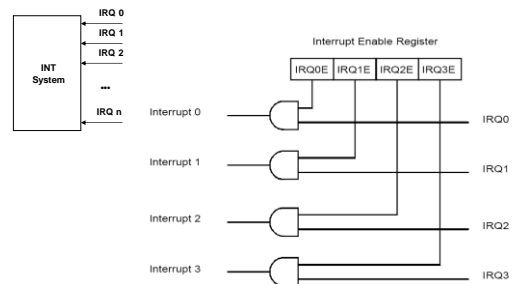 IRQ 0
IRQ 1
IRQ 2
INT
System
...
IRQ n
Interrupt Enable Register
IRQ0E IRQ1E IRQ2E IRQ3E
Interrupt 0 IRQ0
Interrupt 1 IRQ1
Interrupt 2 IRQ2
Interrupt 3 IRQ3